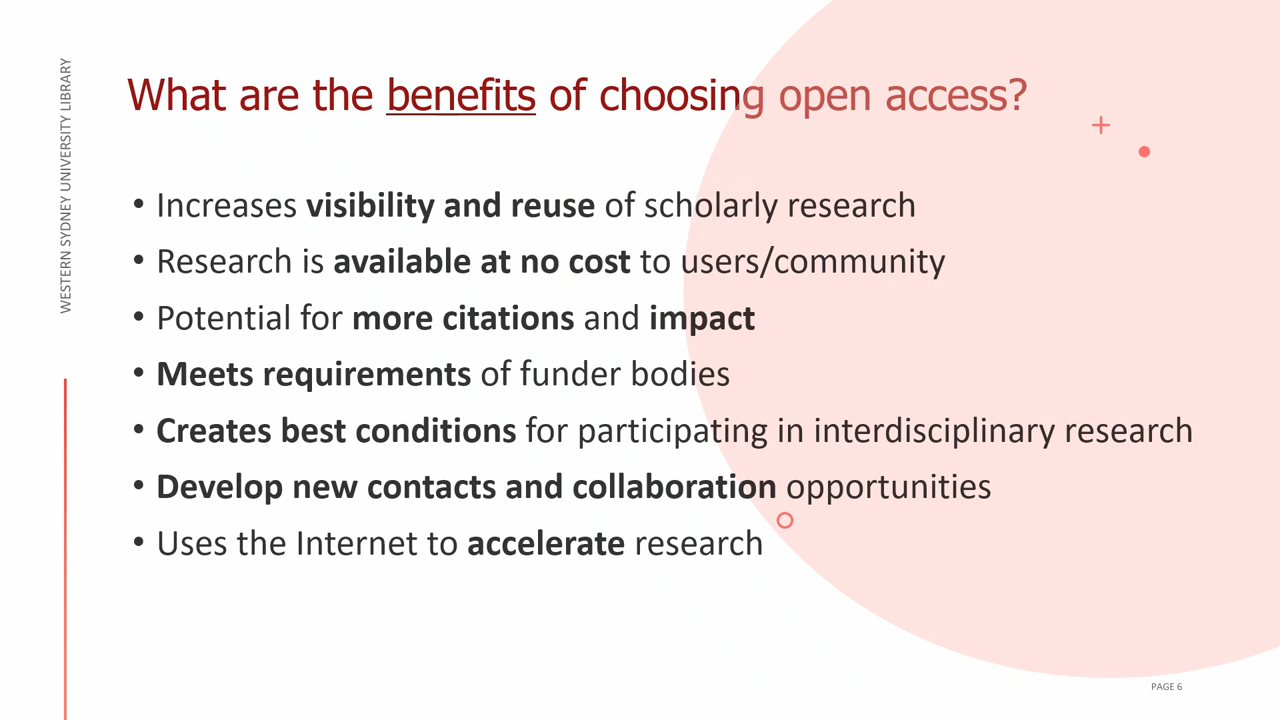 WESTERN SYDNEY UNIVERSITY LIBRARY
What are the benefits of choosing open access?
• Increases visibility and reuse of scholarly research
• Research is available at no cost to users/community
• Potential for more citations and impact
• Meets requirements of funder bodies
• Creates best conditions for participating in interdisciplinary research
• Develop new contacts and collaboration opportunities
• Uses the Internet to accelerate research
PAGE 6